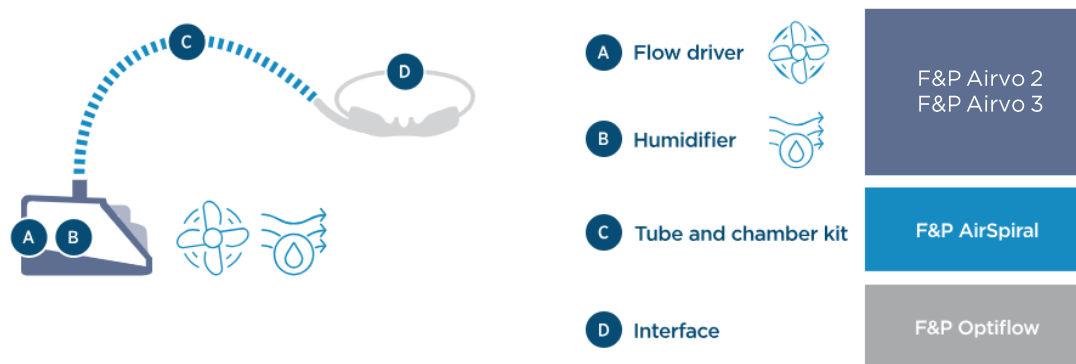 C
D
A B
A Flow driver
B Humidifier
F&P Airvo 2
F&P Airvo 3
C Tube and chamber kit
F&P AirSpiral
D Interface
F&P Optiflow